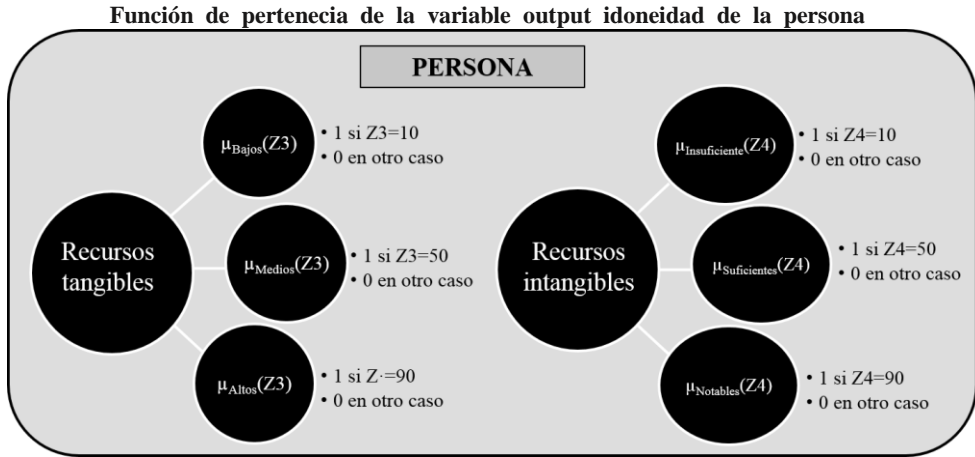 Función de pertenecia de la variable output idoneidad de la persona
PERSONA
Recursos
tangibles
μBajos(Z3)
• 1 si Z3=10
• 0 en otro caso
μMedios(Z3)
• 1 si Z3=50
• 0 en otro caso
μAltos(Z3)
• 1 si Z·=90
• 0 en otro caso
Recursos
intangibles
μInsuficiente(Z4)
• 1 si Z4=10
• 0 en otro caso
μSuficientes(Z4)
• 1 si Z4=50
• 0 en otro caso
μNotables(Z4)
• 1 si Z4=90
• 0 en otro caso